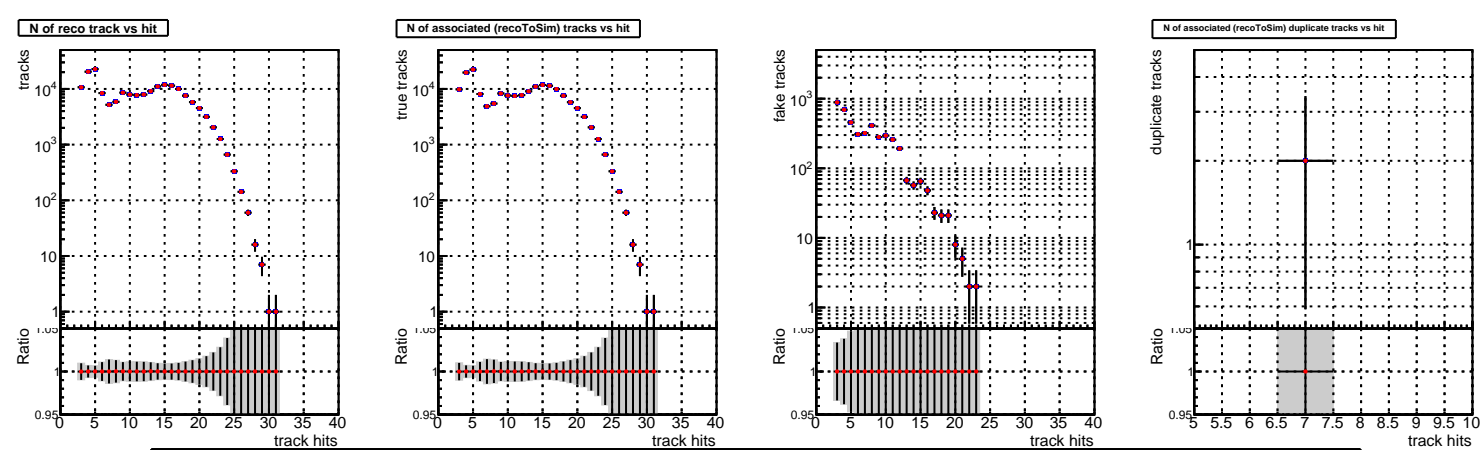 N of reco track vs hit
tracks
10⁴
10³
10²
10
1
1.05
Ratio
1
0.95
0 5 10 15 20 25 30 35 40
track hits
N of associated (recoToSim) tracks vs hit
true tracks
10⁴
10³
10²
10
1
1.05
Ratio
1
0.95
0 5 10 15 20 25 30 35 40
track hits
fake tracks
10³
10²
10
1
1.05
Ratio
1
0.95
0 5 10 15 20 25 30 35 40
track hits
N of associated (recoToSim) duplicate tracks vs hit
duplicate tracks
1
1.05
Ratio
1
0.95
5 5.5 6 6.5 7 7.5 8 8.5 9 9.5 10
track hits